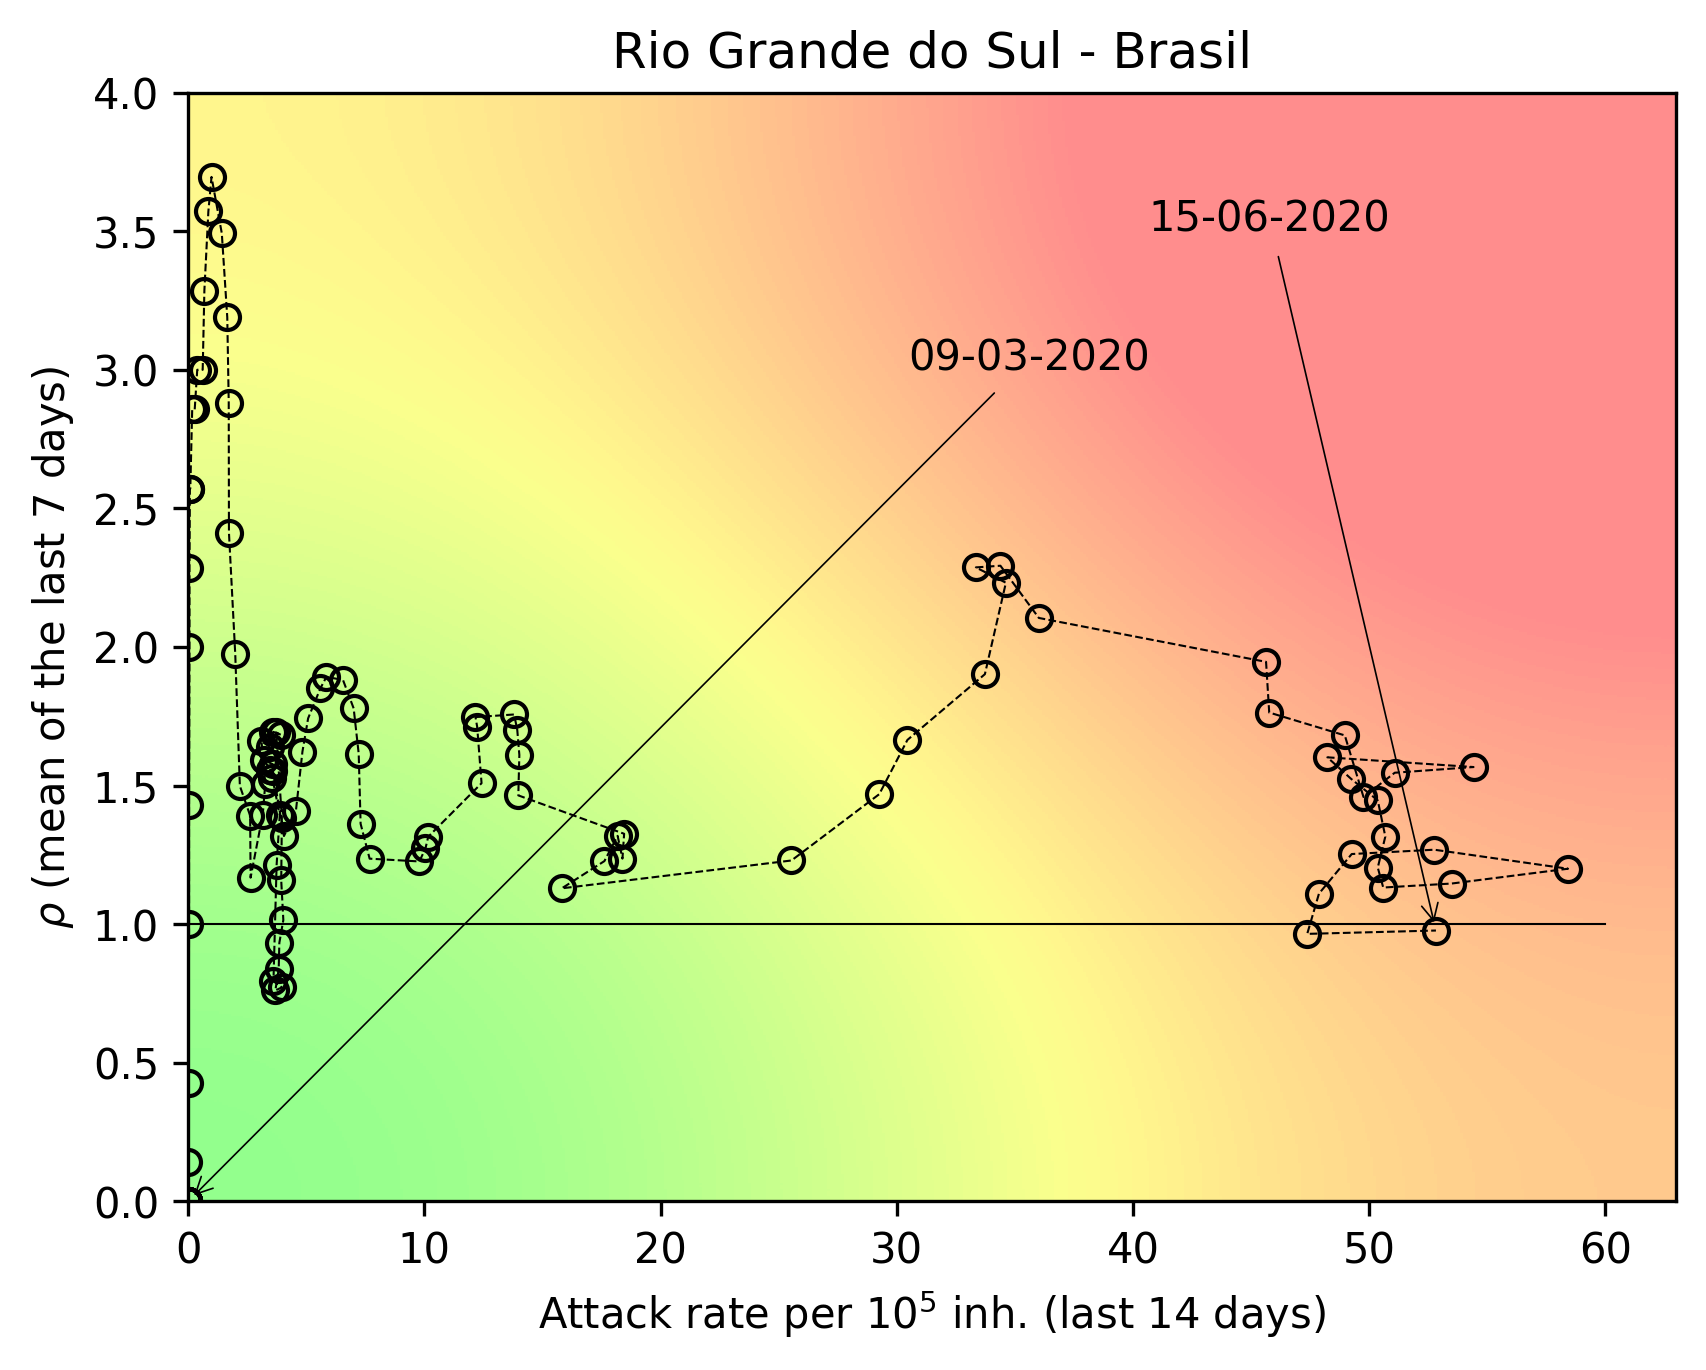 Rio Grande do Sul - Brasil
4.0
3.5
3.0
2.5
2.0
1.5
1.0
0.5
0.0
ρ (mean of the last 7 days)
15-06-2020
09-03-2020
0 10 20 30 40 50 60
Attack rate per 10⁵ inh. (last 14 days)